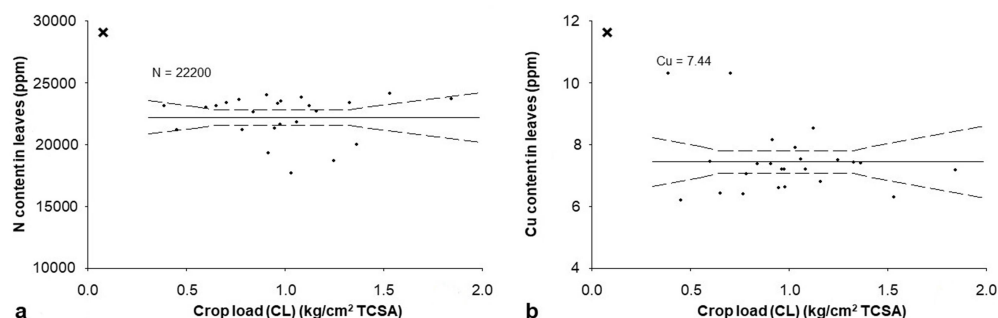 30000
25000
20000
15000
10000
N content in leaves (ppm)
N = 22200
0.0 0.5 1.0 1.5 2.0
Crop load (CL) (kg/cm² TCSA)
a
12
10
8
6
4
Cu content in leaves (ppm)
Cu = 7.44
0.0 0.5 1.0 1.5 2.0
Crop load (CL) (kg/cm² TCSA)
b